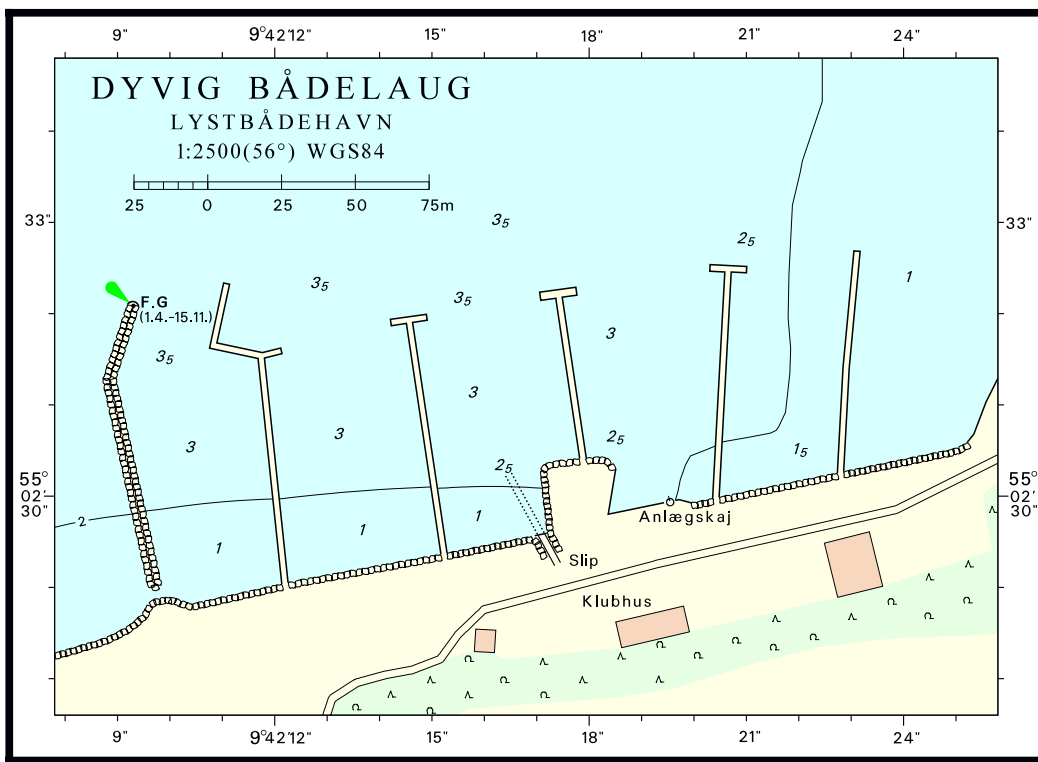 9" 9°42'12" 15" 18" 21" 24"
DYVIG BÅDELAUG
LYSTBÅDEHAVN
1:2500(56°) WGS84
25 0 25 50 75m
33" 3₅ 33"
2₅
1
3₅ 3₅
F.G
(1.4.-15.11.)
3
3₅
3
3 3 2₅ 1₅
2₅
55° 55°
02' 02'
30" 30"
2
1 1 1
Anlægskaj
Slip
Klubhus
9" 9°42'12" 15" 18" 21" 24"